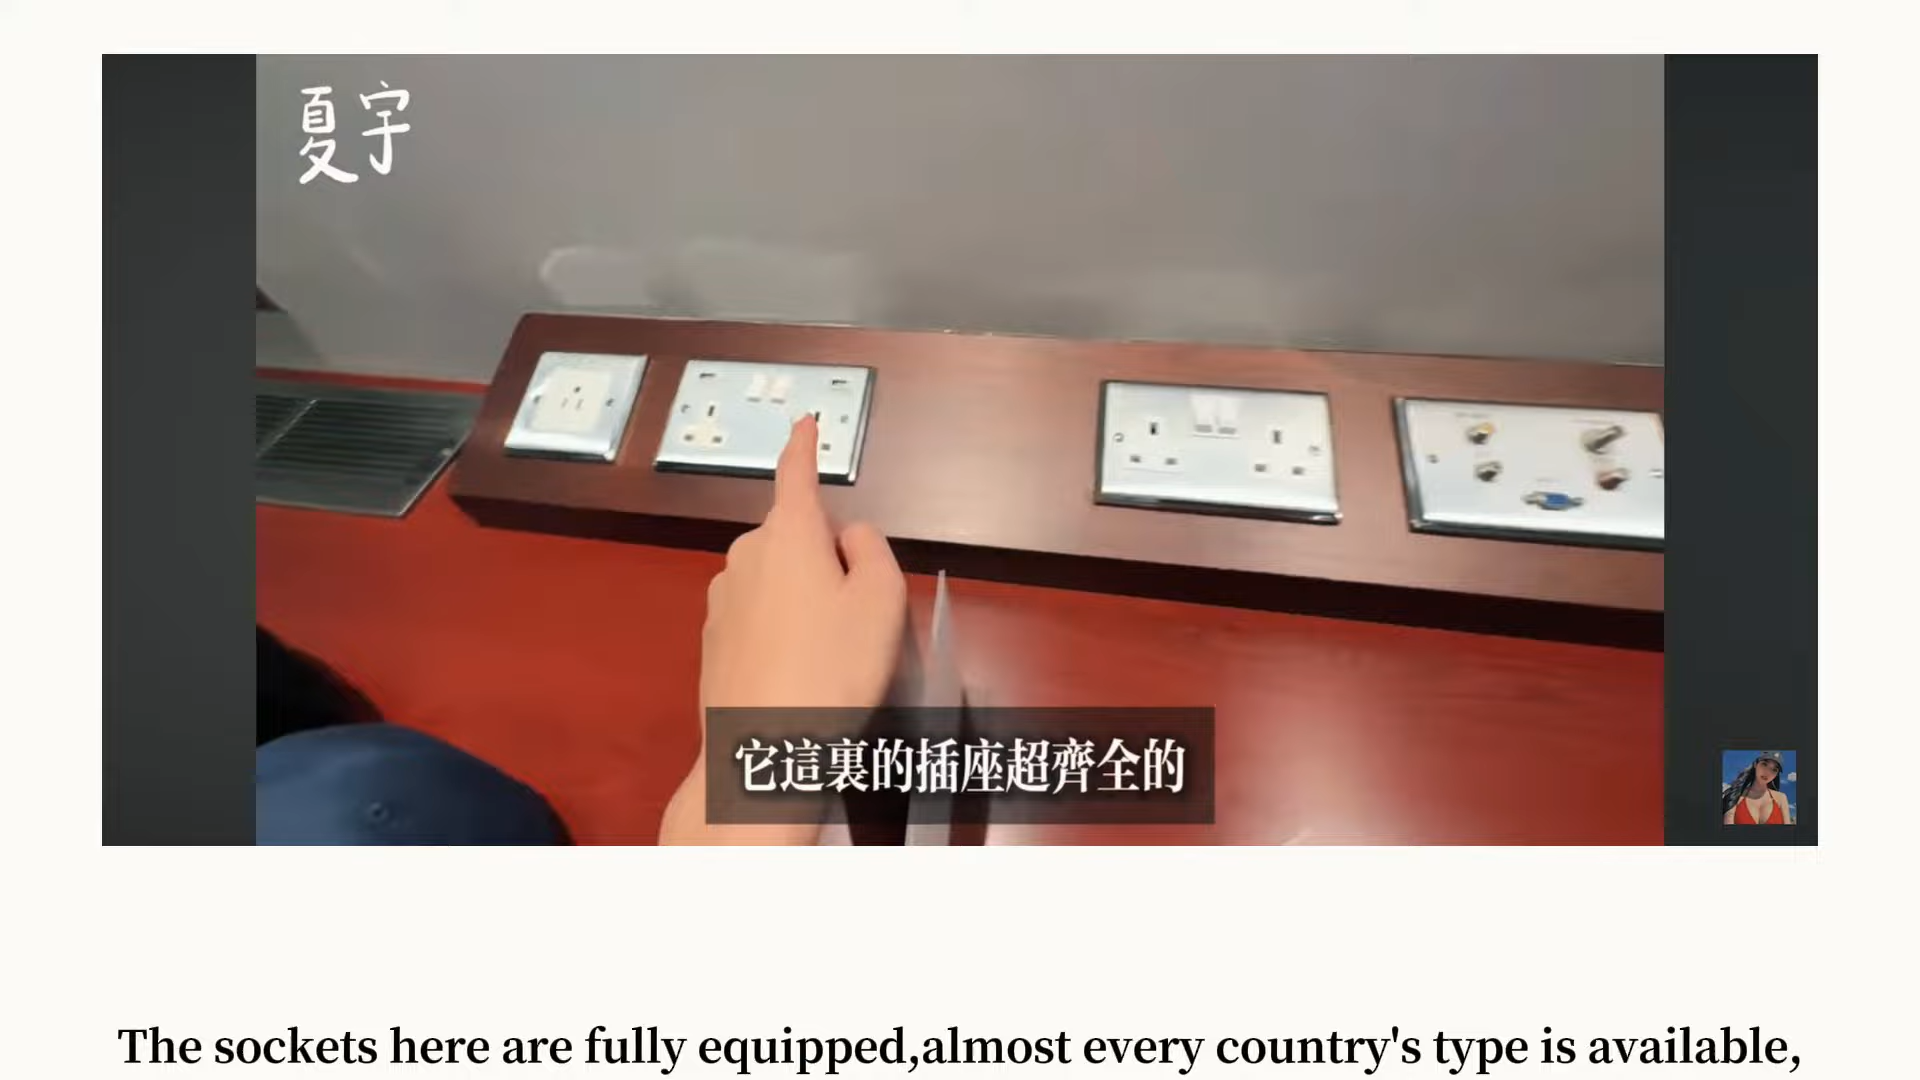 夏宇
它這裏的插座超齊全的
The sockets here are fully equipped,almost every country's type is available,